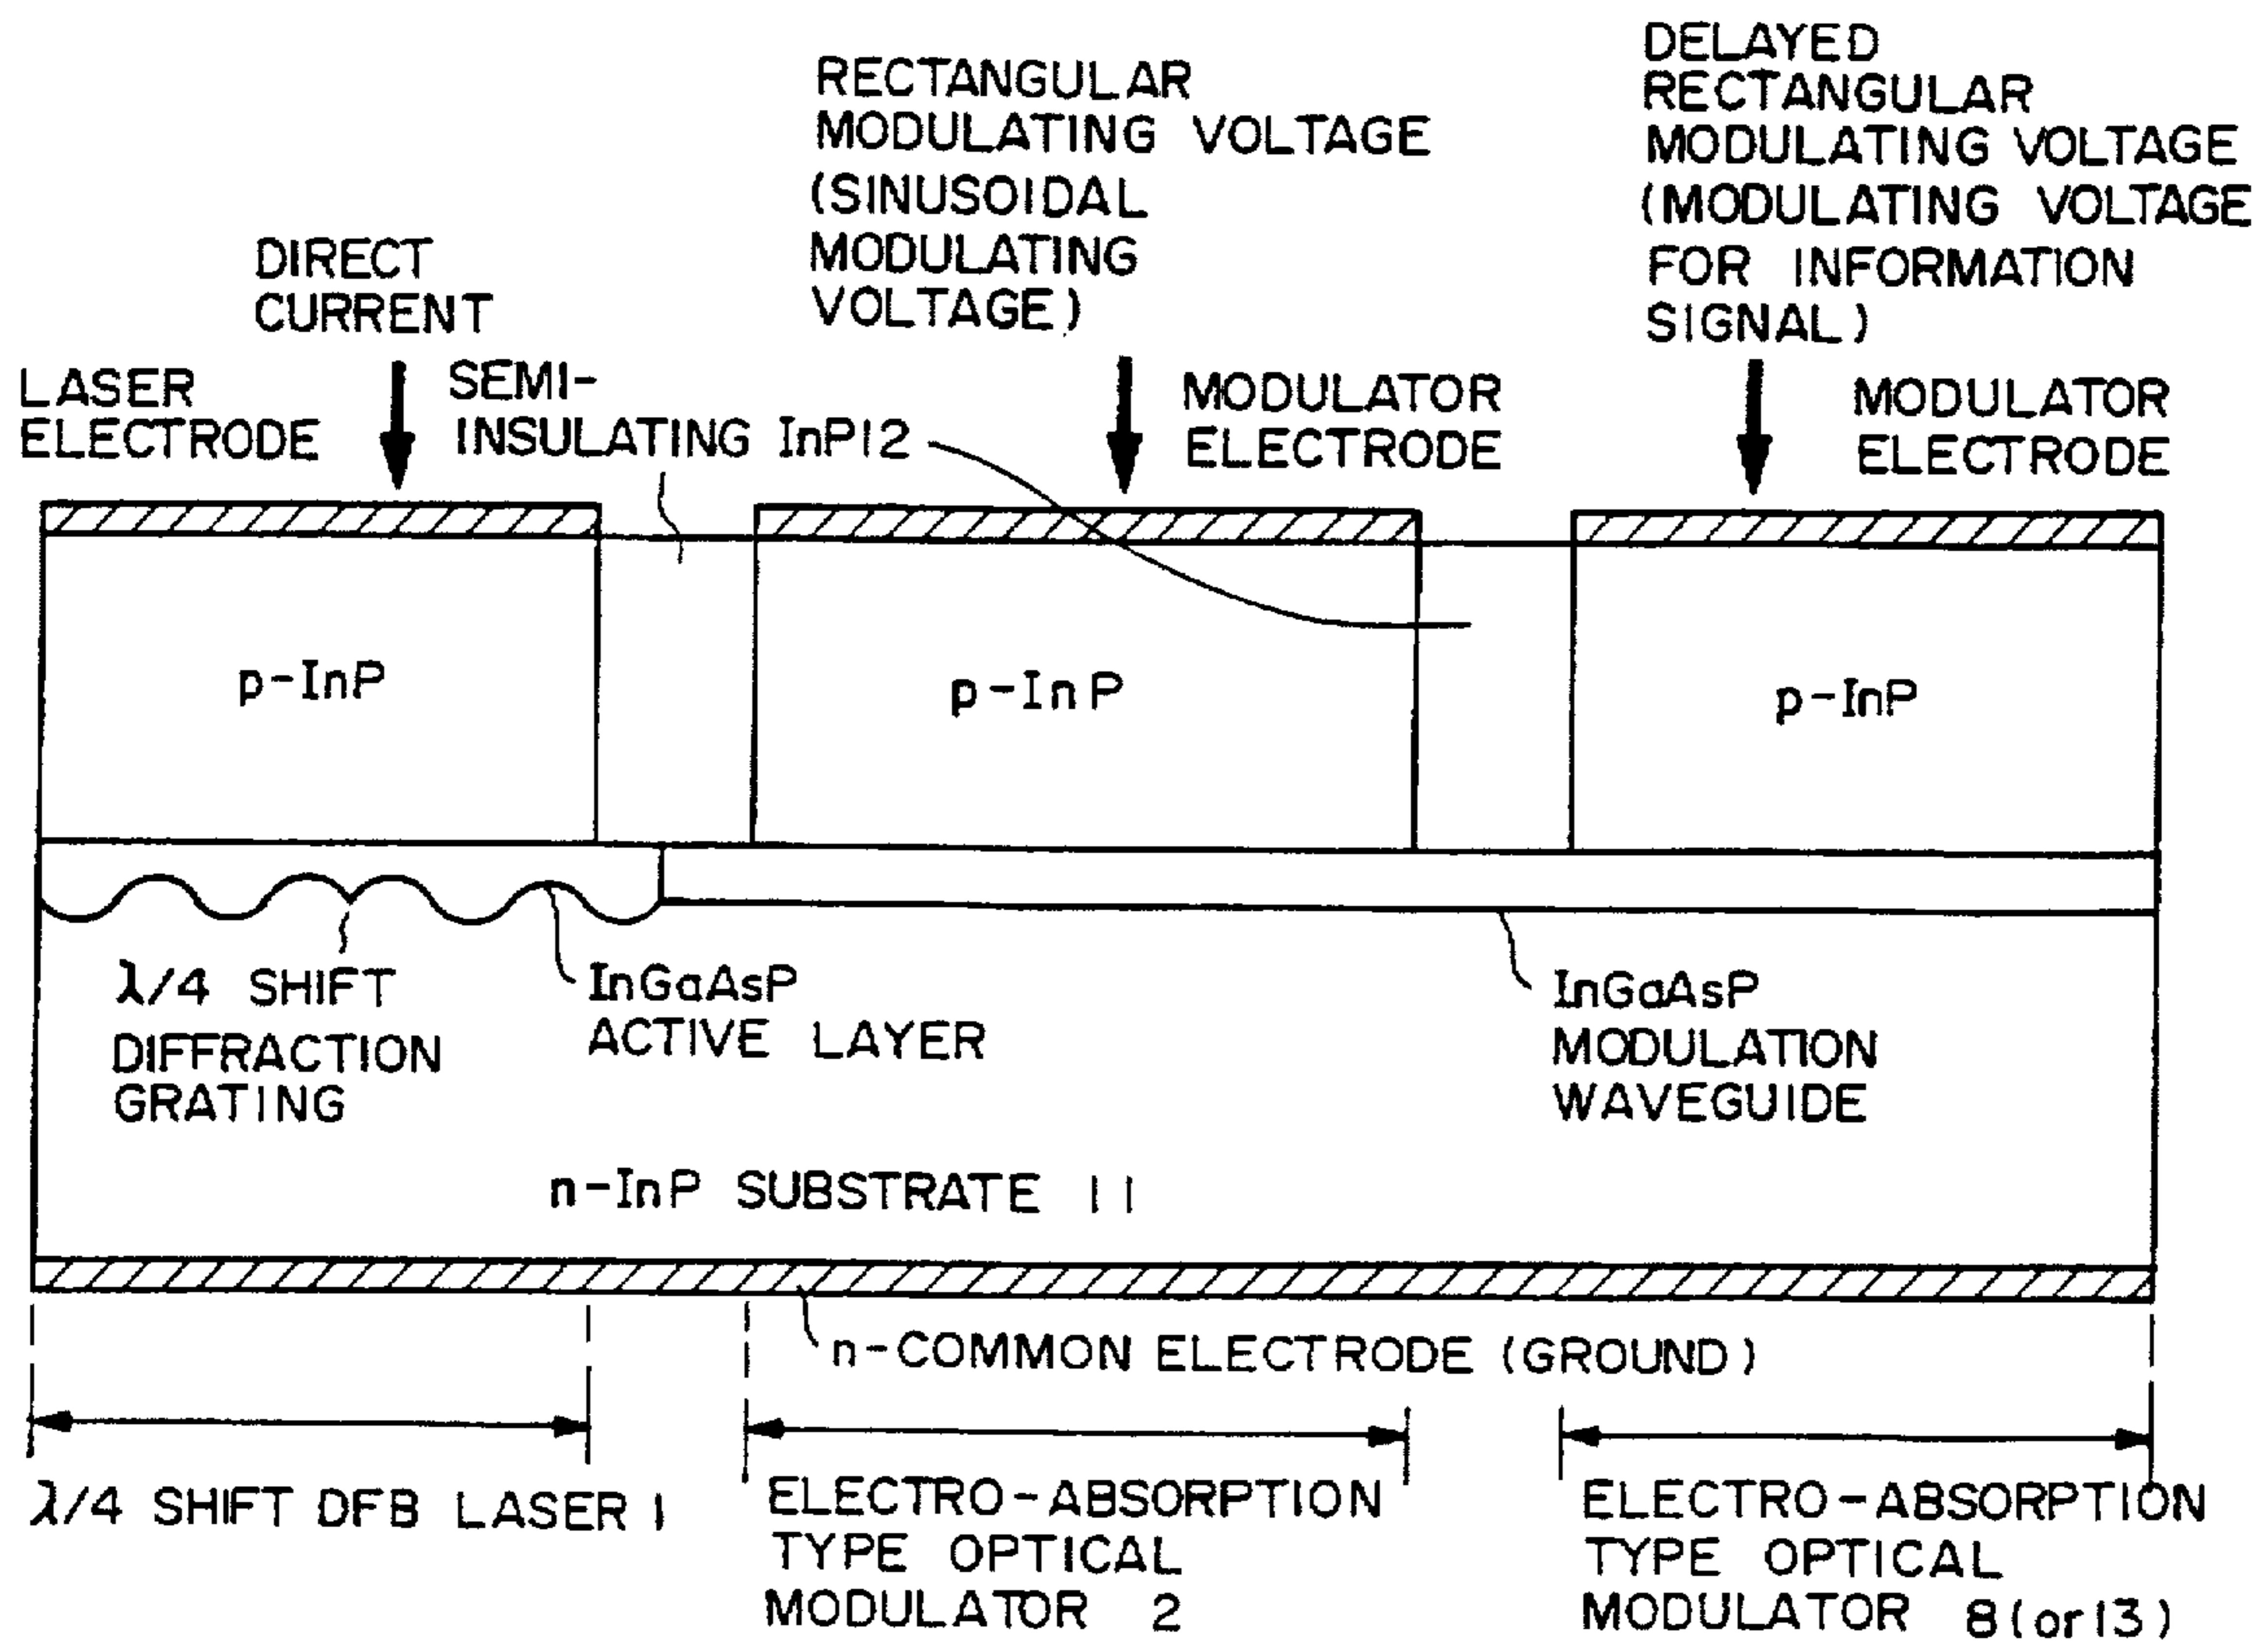 DIRECT
CURRENT
RECTANGULAR
MODULATING VOLTAGE
(SINUSOIDAL
MODULATING
VOLTAGE)
DELAYED
RECTANGULAR
MODULATING VOLTAGE
(MODULATING VOLTAGE
FOR INFORMATION
SIGNAL)
LASER
ELECTRODE
SEMI-
INSULATING InP12
MODULATOR
ELECTRODE
MODULATOR
ELECTRODE
p-InP
p-InP
p-InP
λ/4 SHIFT
DIFFRACTION
GRATING
InGaAsP
ACTIVE LAYER
InGaAsP
MODULATION
WAVEGUIDE
n-InP SUBSTRATE 11
n-COMMON ELECTRODE (GROUND)
λ/4 SHIFT DFB LASER 1
ELECTRO-ABSORPTION
TYPE OPTICAL
MODULATOR 2
ELECTRO-ABSORPTION
TYPE OPTICAL
MODULATOR 8(or13)